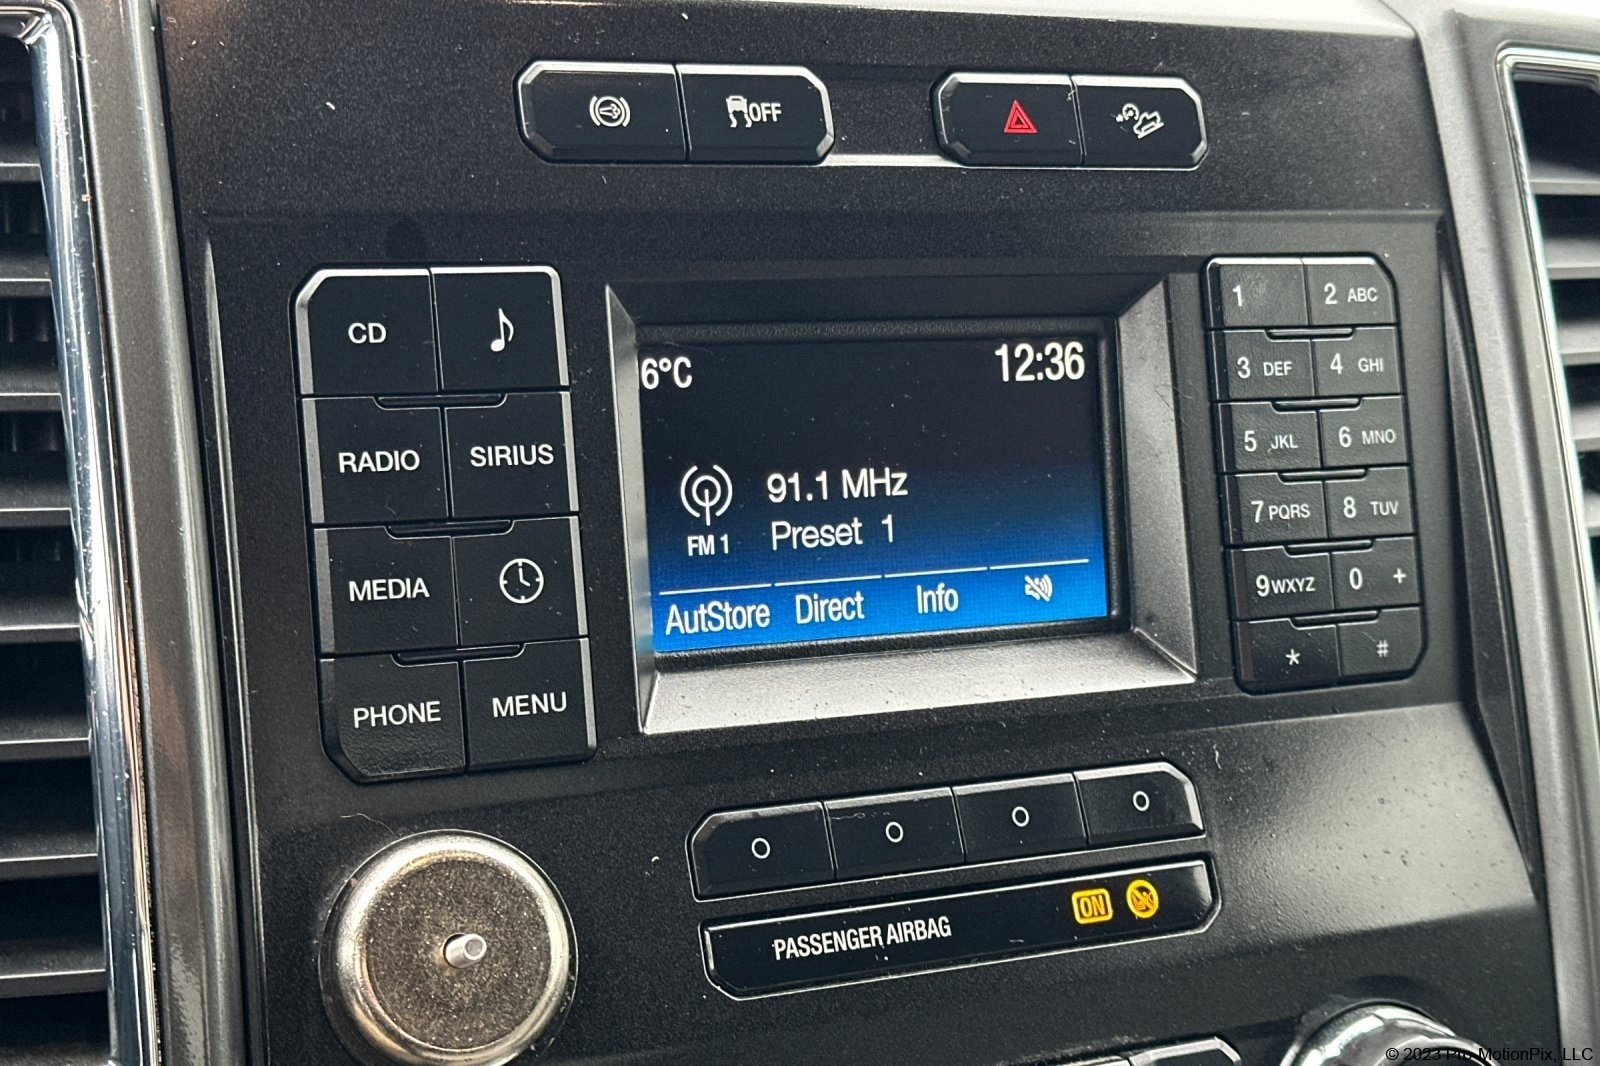 OFF
CD
RADIO SIRIUS
MEDIA
PHONE MENU
6°C 12:36
91.1 MHz
FM 1 Preset 1
AutStore Direct Info
1 2 ABC
3 DEF 4 GHI
5 JKL 6 MNO
7 PQRS 8 TUV
9 WXYZ 0 +
* #
PASSENGER AIRBAG ON
© 2023 Pro MotionPix, LLC